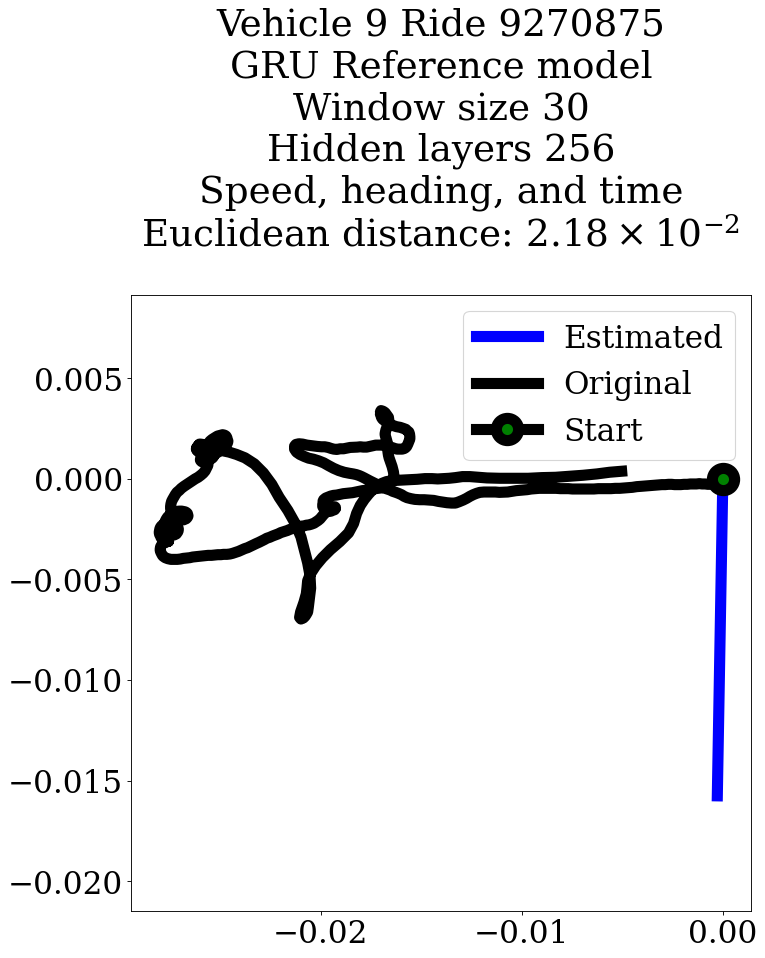 Vehicle 9 Ride 9270875
GRU Reference model
Window size 30
Hidden layers 256
Speed, heading, and time
Euclidean distance: 2.18 × 10⁻²
Estimated
Original
Start
0.005
0.000
−0.005
−0.010
−0.015
−0.020
−0.02
−0.01
0.00